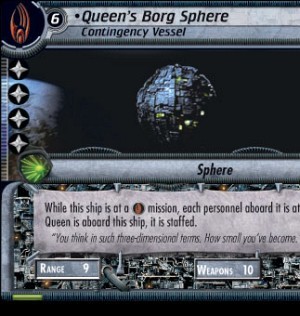 6
•Queen's Borg Sphere
Contingency Vessel
Sphere
While this ship is at a mission, each personnel aboard it is at
Queen is aboard this ship, it is staffed.
"You think in such three-dimensional terms. How small you've become.
RANGE 9 WEAPONS 10